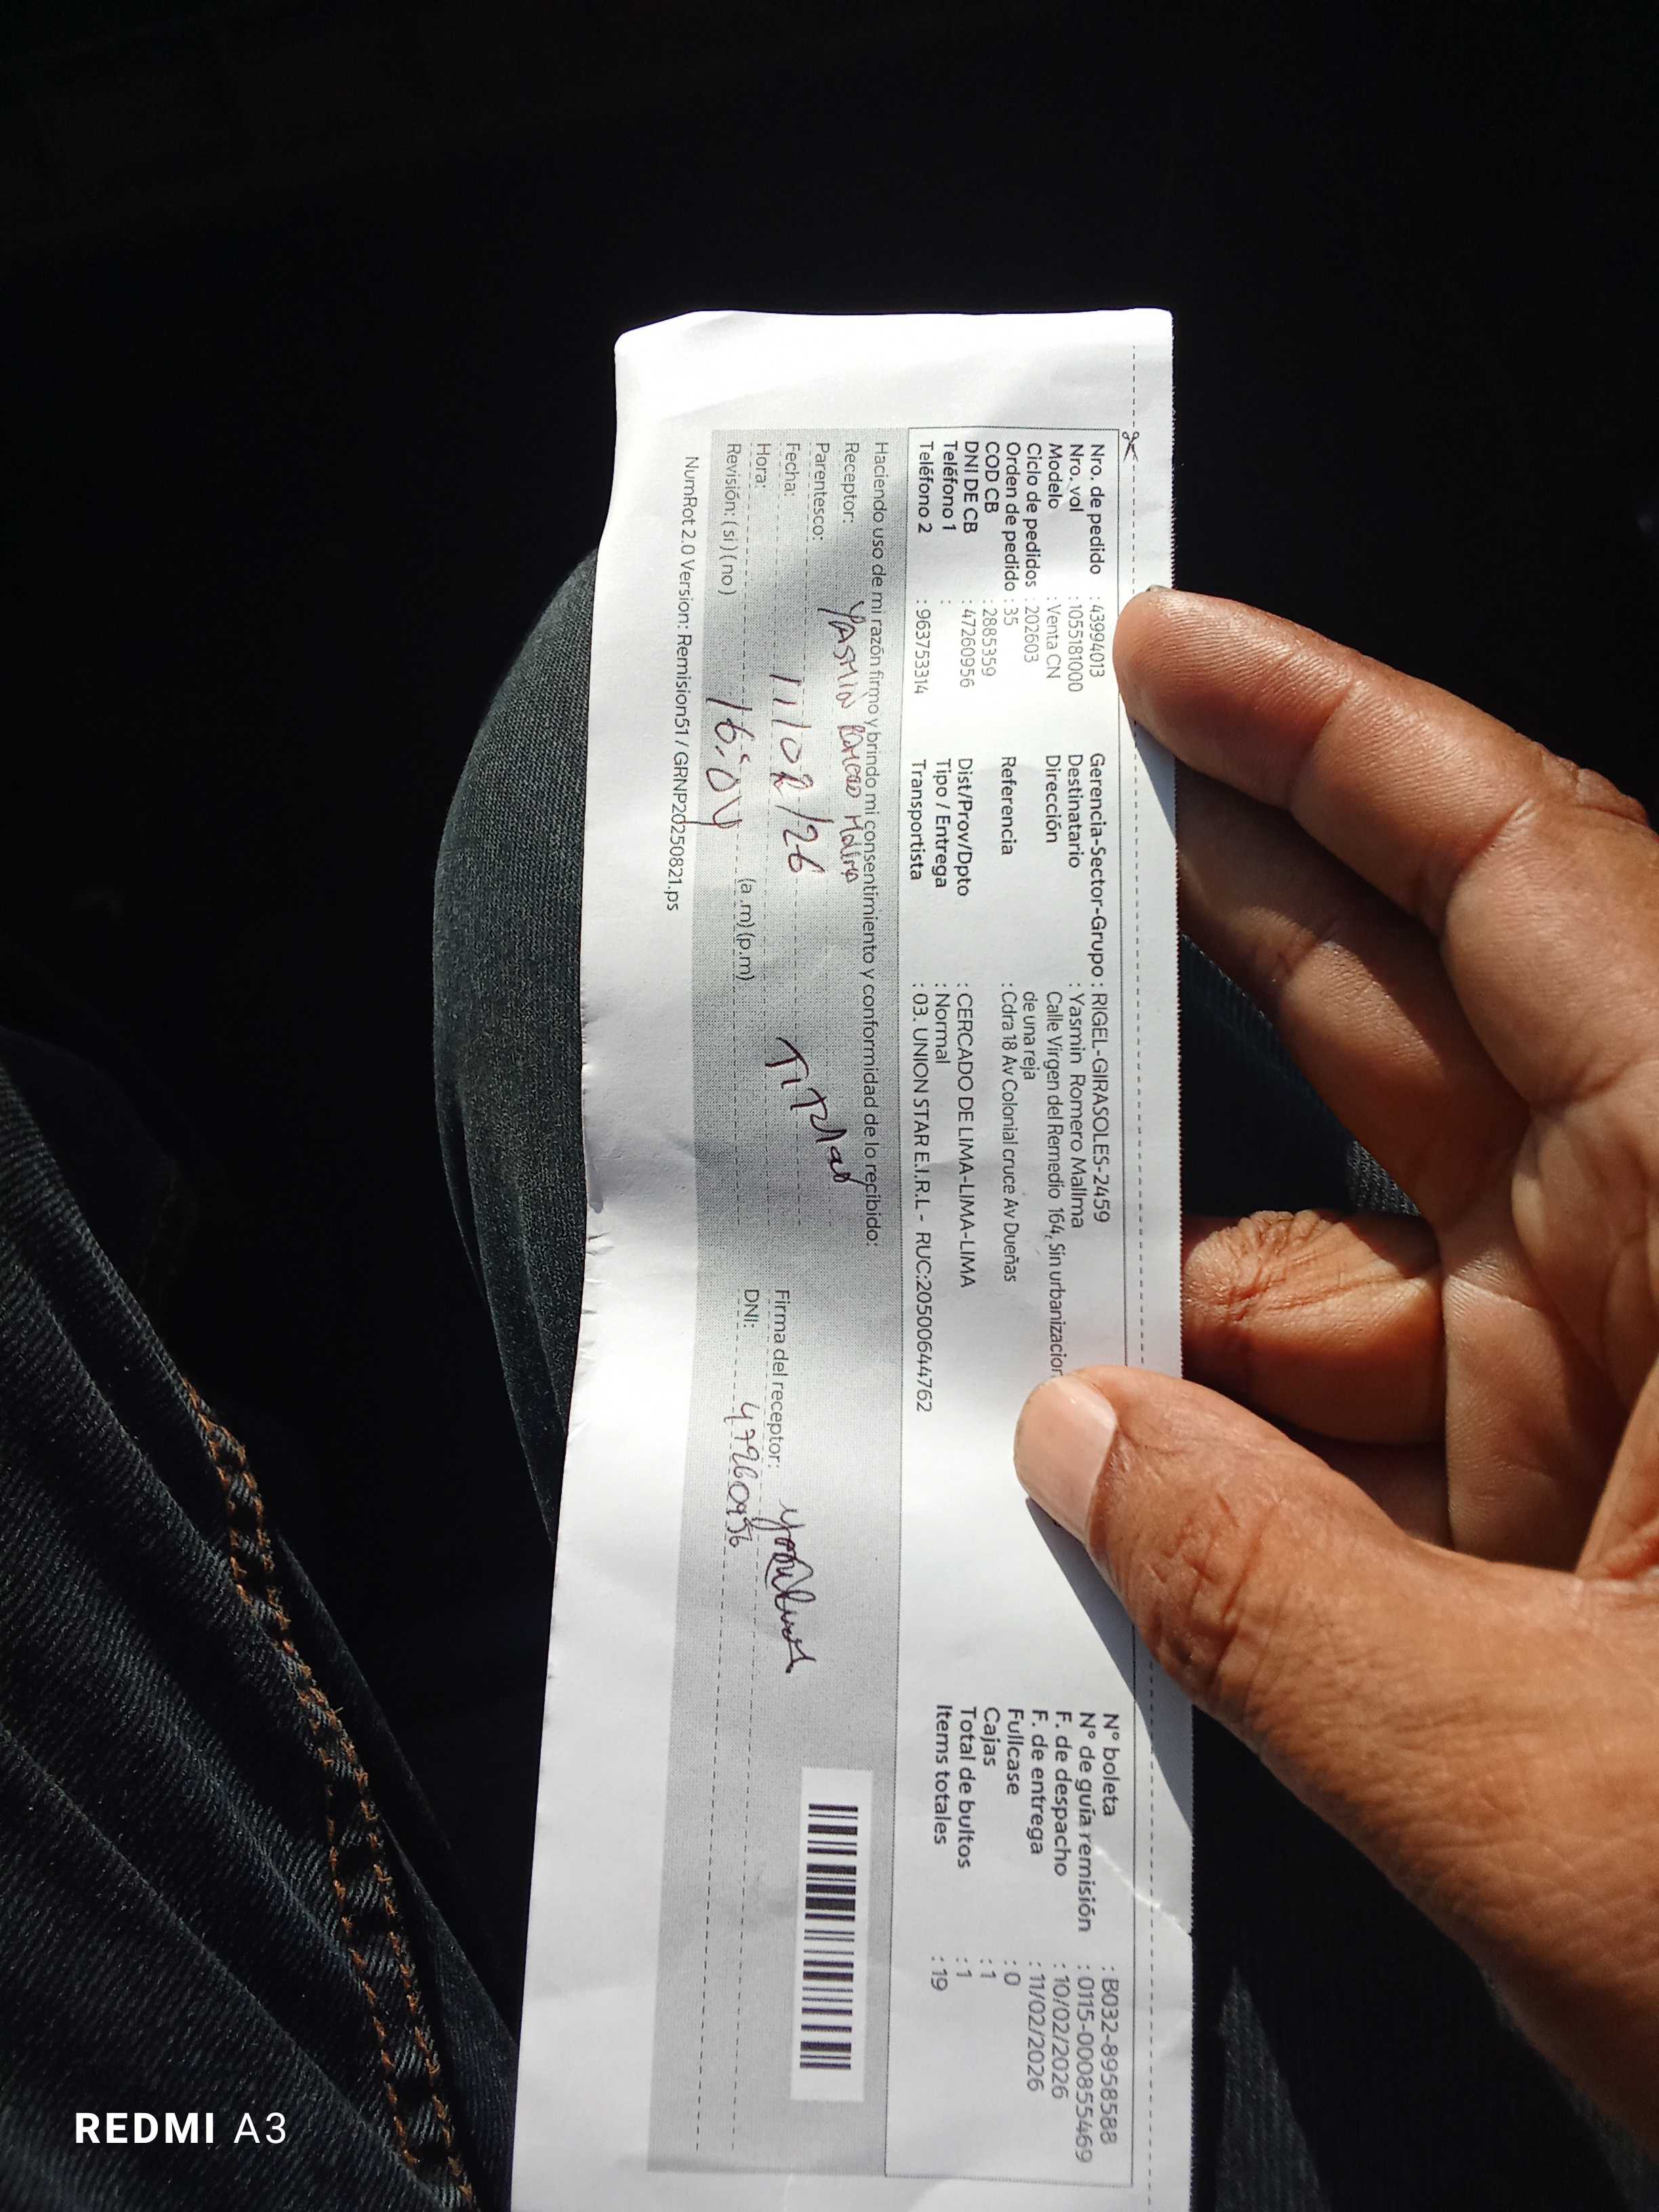 Nro. de pedido : 43994013
Nro. vol : 1055181000
Modelo : Venta CN
Ciclo de pedidos : 202603
Orden de pedido : 35
COD CB : 2885359
DNI DE CB : 47260956
Teléfono 1 :
Teléfono 2 : 963753314
Gerencia-Sector-Grupo : RIGEL-GIRASOLES-2459
Destinatario : Yasmin Romero Mallma
Dirección Calle Virgen del Remedio 164, Sin urbanizacion
de una reja
Referencia : Cdra 18 Av Colonial cruce Av Dueñas
Dist/Prov/Dpto : CERCADO DE LIMA-LIMA-LIMA
Tipo / Entrega : Normal
Transportista : 03. UNION STAR E.I.R.L - RUC:20500644762
N° boleta : B032-8958588
N° de guía remisión : 0115-0000855469
F. de despacho : 10/02/2026
F. de entrega : 11/02/2026
Fullcase : 0
Cajas : 1
Total de bultos : 1
Items totales : 19
Haciendo uso de mi razón firmo y brindo mi consentimiento y conformidad de lo recibido:
Receptor: YASMIN
Parentesco: TITULAR
Fecha: 11/02/26
Hora: 16:04 (a.m) (p.m)
Revisión: ( si ) ( no )
Firma del receptor:
DNI: 47260956
NumRot 2.0 Version: Remision51 / GRNP20250821.ps
REDMI A3